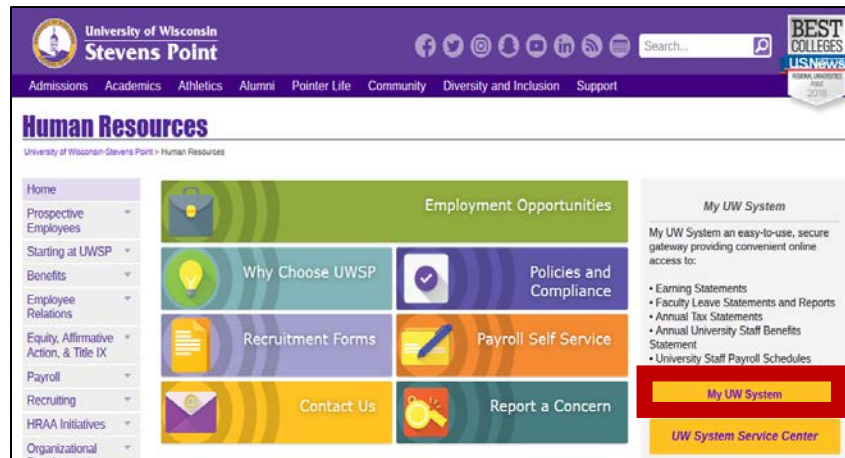 University of Wisconsin
Stevens Point
Search...
BEST
COLLEGES
U.S.News
REGIONAL UNIVERSITIES
2018
Admissions Academics Athletics Alumni Pointer Life Community Diversity and Inclusion Support
Human Resources
University of Wisconsin-Stevens Point > Human Resources
Home
Prospective
Employees
Starting at UWSP
Benefits
Employee
Relations
Equity, Affirmative
Action, & Title IX
Payroll
Recruiting
HRAA Initiatives
Organizational
Employment Opportunities
Why Choose UWSP
Policies and
Compliance
Recruitment Forms
Payroll Self Service
Contact Us
Report a Concern
My UW System
My UW System an easy-to-use, secure
gateway providing convenient online
access to:
• Earning Statements
• Faculty Leave Statements and Reports
• Annual Tax Statements
• Annual University Staff Benefits
Statement
• University Staff Payroll Schedules
My UW System
UW System Service Center